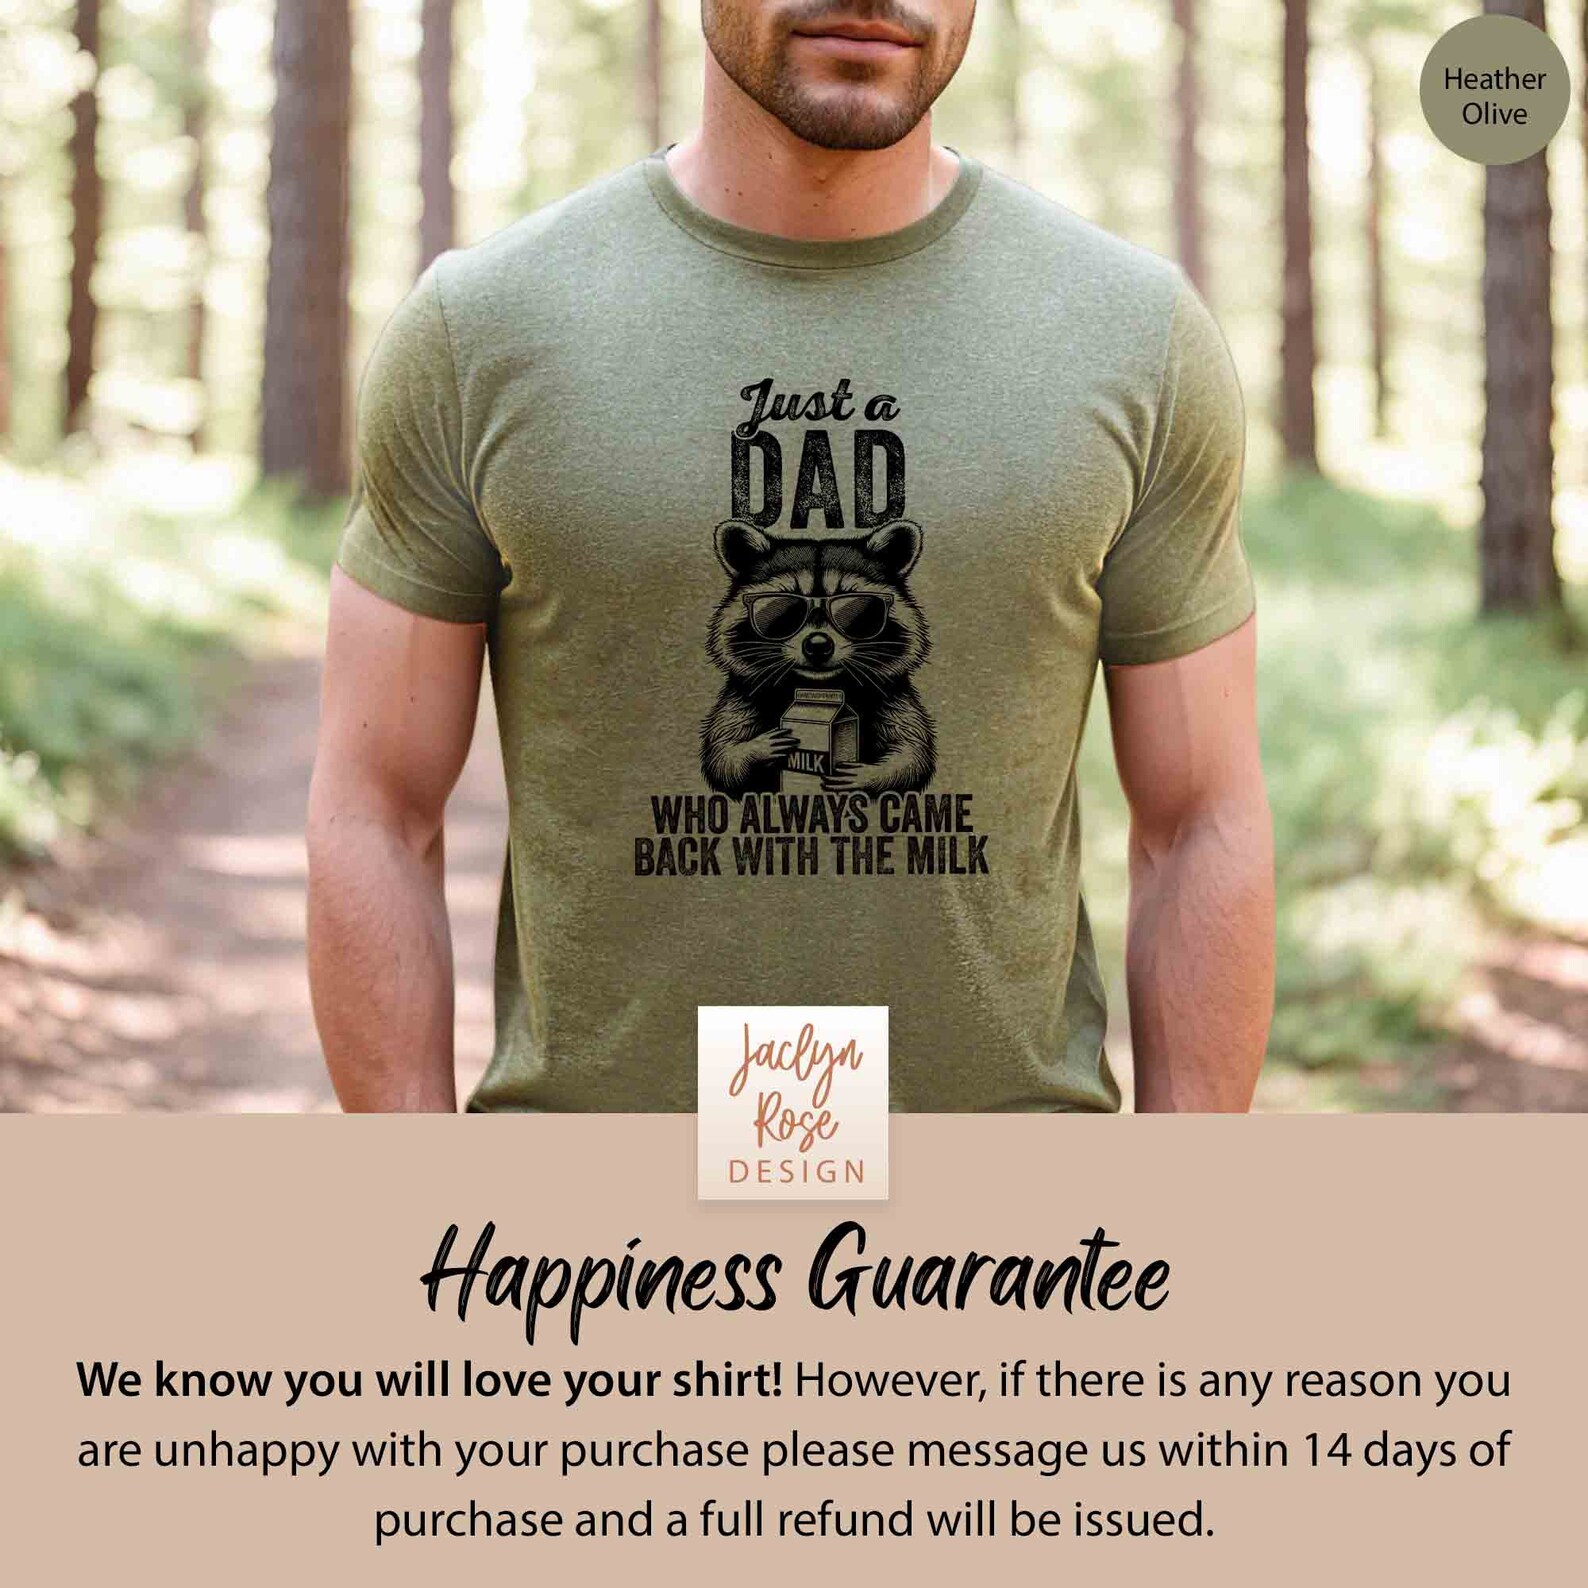 Heather
Olive
Just a
DAD
MILK
WHO ALWAYS CAME
BACK WITH THE MILK
Jaclyn
Rose
DESIGN
Happiness Guarantee
We know you will love your shirt! However, if there is any reason you
are unhappy with your purchase please message us within 14 days of
purchase and a full refund will be issued.